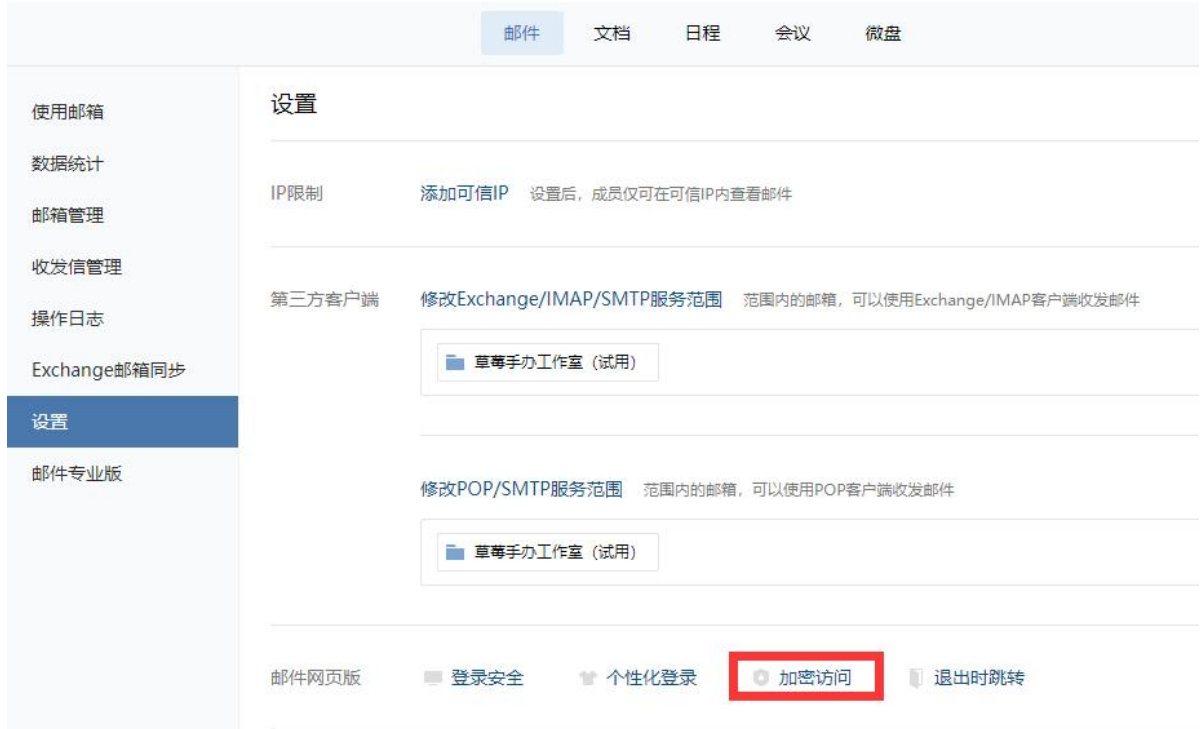 邮件 文档 日程 会议 微盘
使用邮箱
数据统计
邮箱管理
收发信管理
操作日志
Exchange邮箱同步
设置
邮件专业版
设置
IP限制 添加可信IP 设置后，成员仅可在可信IP内查看邮件
第三方客户端 修改Exchange/IMAP/SMTP服务范围 范围内的邮箱，可以使用Exchange/IMAP客户端收发邮件
草莓手办工作室（试用）
修改POP/SMTP服务范围 范围内的邮箱，可以使用POP客户端收发邮件
草莓手办工作室（试用）
邮件网页版 登录安全 个性化登录 加密访问 退出时跳转